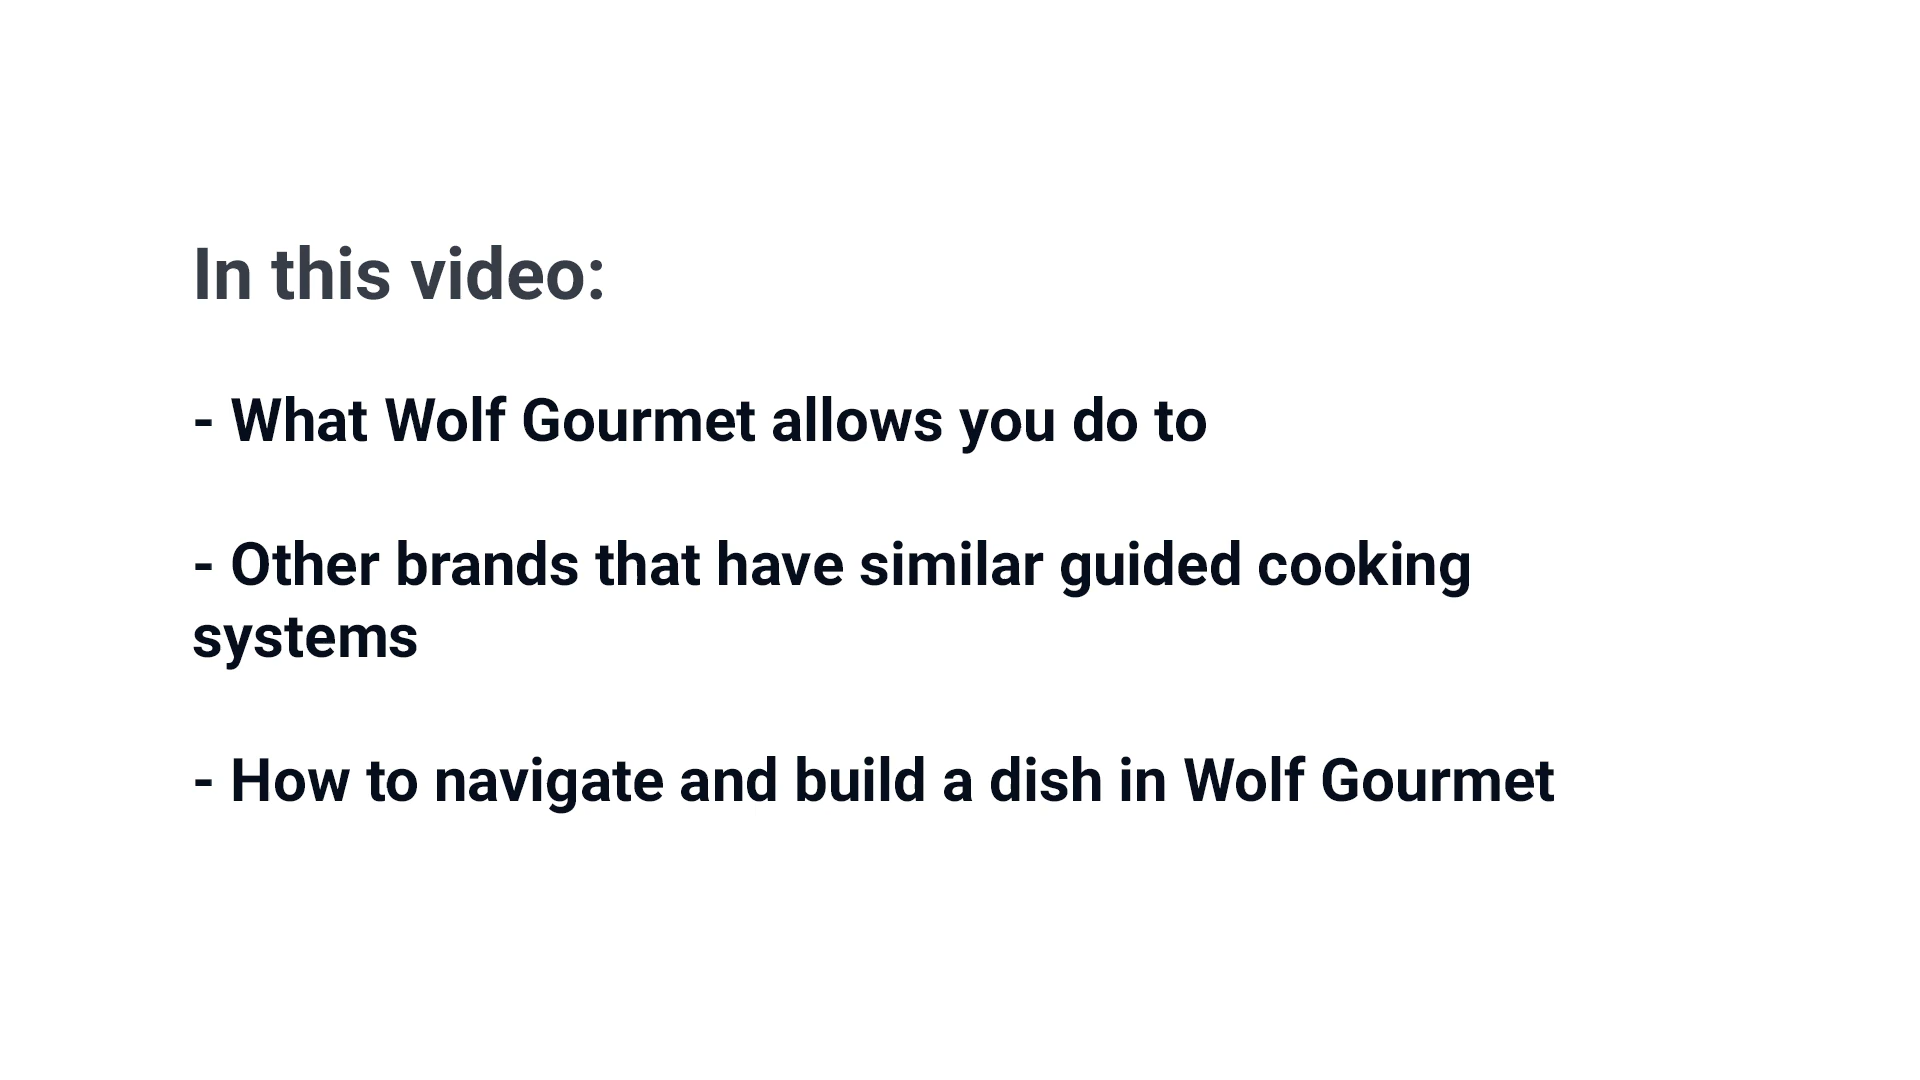 In this video:
- What Wolf Gourmet allows you do to
- Other brands that have similar guided cooking
systems
- How to navigate and build a dish in Wolf Gourmet